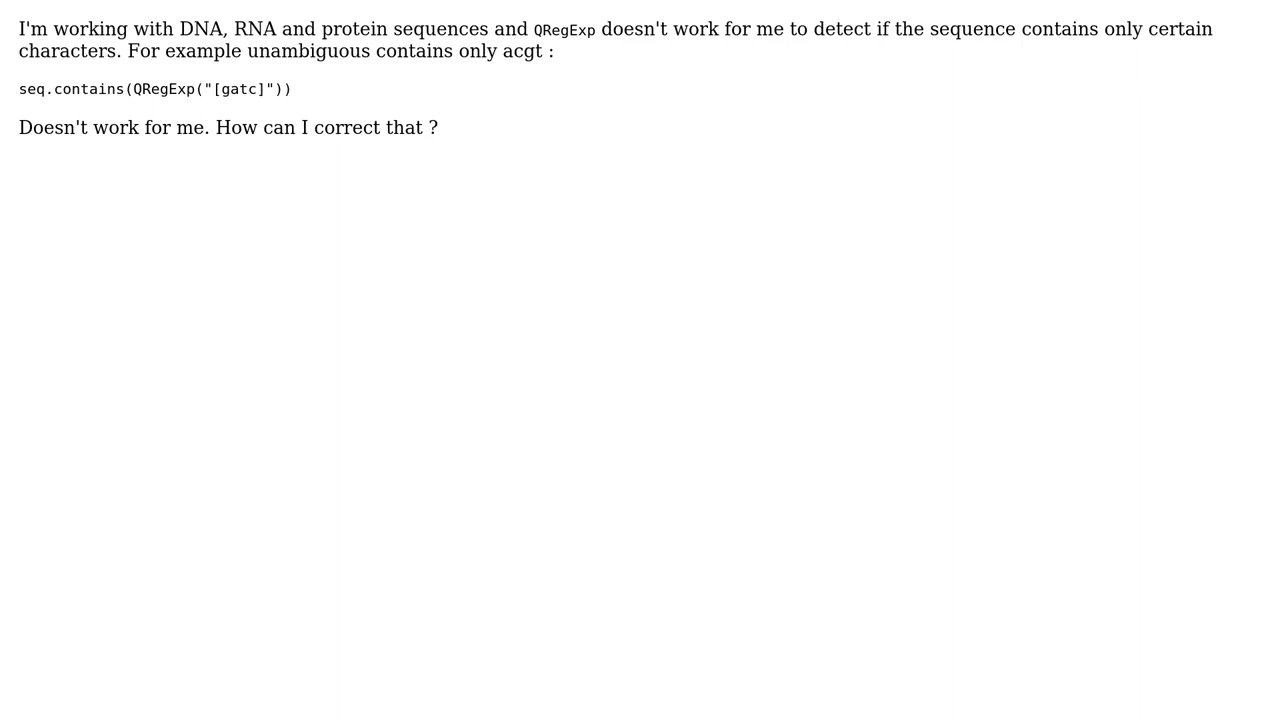 I'm working with DNA, RNA and protein sequences and QRegExp doesn't work for me to detect if the sequence contains only certain
characters. For example unambiguous contains only acgt :
seq.contains(QRegExp("[gatc]"))
Doesn't work for me. How can I correct that ?